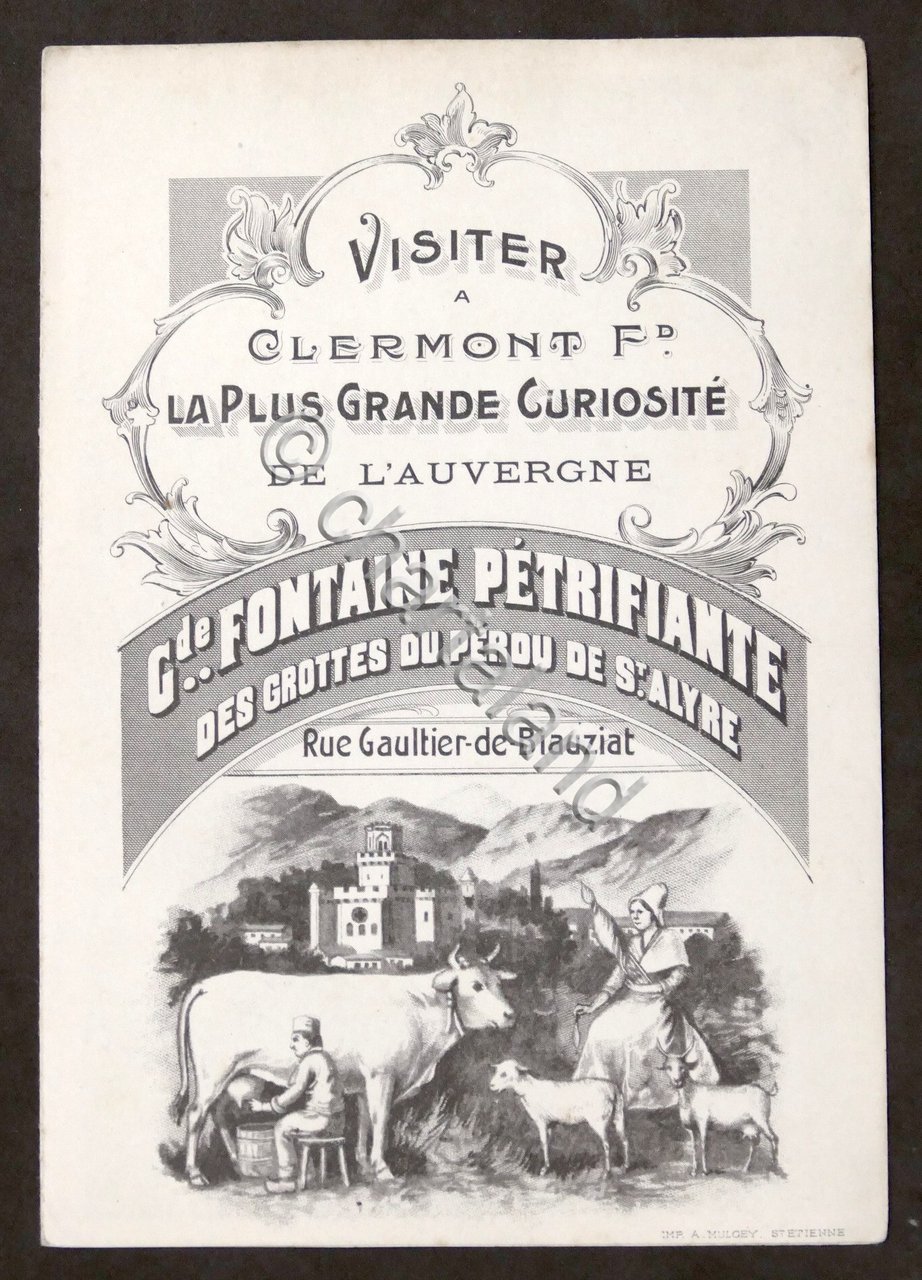 VISITER
A
CLERMONT FD.
LA PLUS GRANDE CURIOSITÉ
DE L'AUVERGNE
Gde.. FONTAINE PÉTRIFIANTE
DES GROTTES DU PÉROU DE ST ALYRE
Rue Gaultier-de-Biauziat
© chartaland
IMP. A. MULCEY. ST ETIENNE